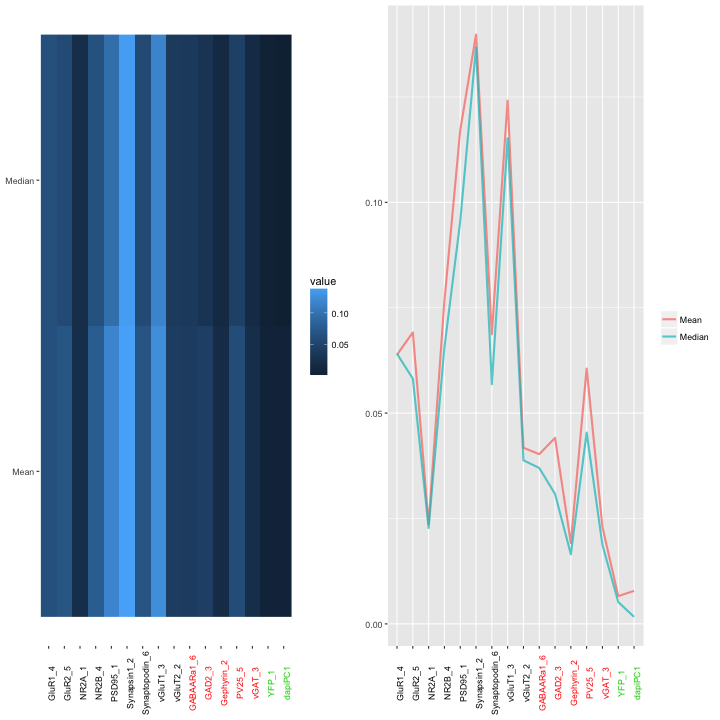 Median
Mean
GluR1_4
GluR2_5
NR2A_1
NR2B_4
PSD95_1
Synapsin1_2
Synaptopodin_6
vGluT1_3
vGluT2_2
GABAARa1_6
GAD2_3
Gephyrin_2
PV25_5
vGAT_3
YFP_1
dapiPC1
value
0.10
0.05
0.10
0.05
0.00
GluR1_4
GluR2_5
NR2A_1
NR2B_4
PSD95_1
Synapsin1_2
Synaptopodin_6
vGluT1_3
vGluT2_2
GABAARa1_6
GAD2_3
Gephyrin_2
PV25_5
vGAT_3
YFP_1
dapiPC1
Mean
Median